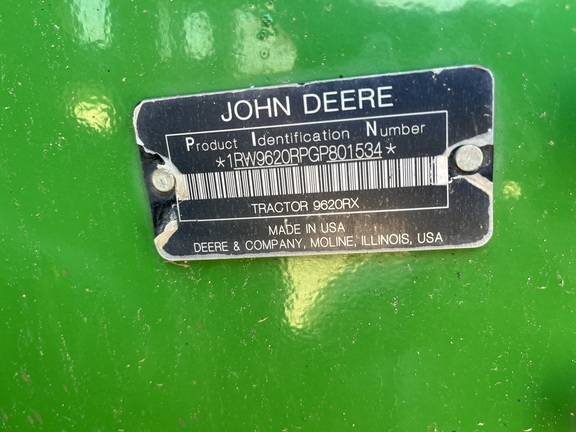 JOHN DEERE
Product Identification Number
*1RW9620RPGP801534*
TRACTOR 9620RX
MADE IN USA
DEERE & COMPANY, MOLINE, ILLINOIS, USA